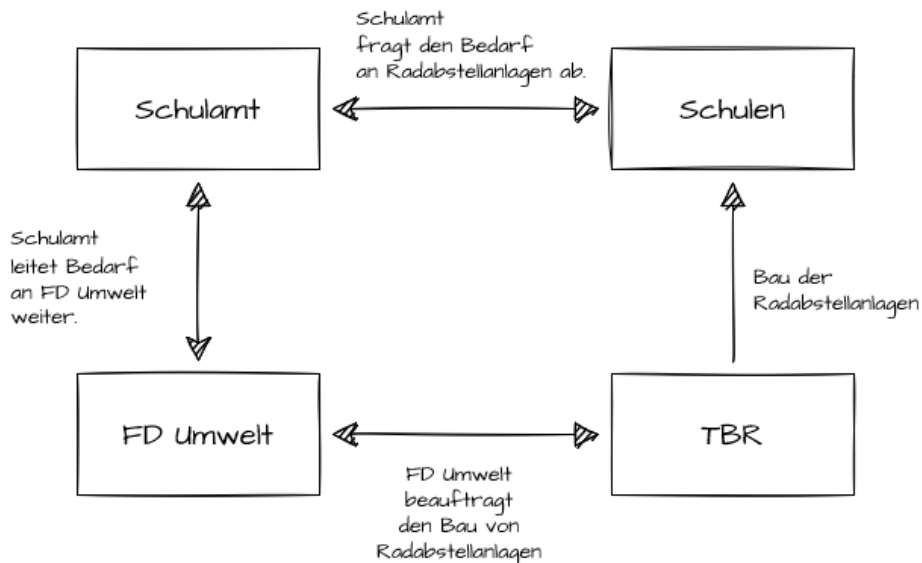 Schulamt
fragt den Bedarf
an Radabstellanlagen ab.
Schulamt
Schulen
Schulamt
leitet Bedarf
an FD Umwelt
weiter.
Bau der
Radabstellanlagen
FD Umwelt
TBR
FD Umwelt
beauftragt
den Bau von
Radabstellanlagen